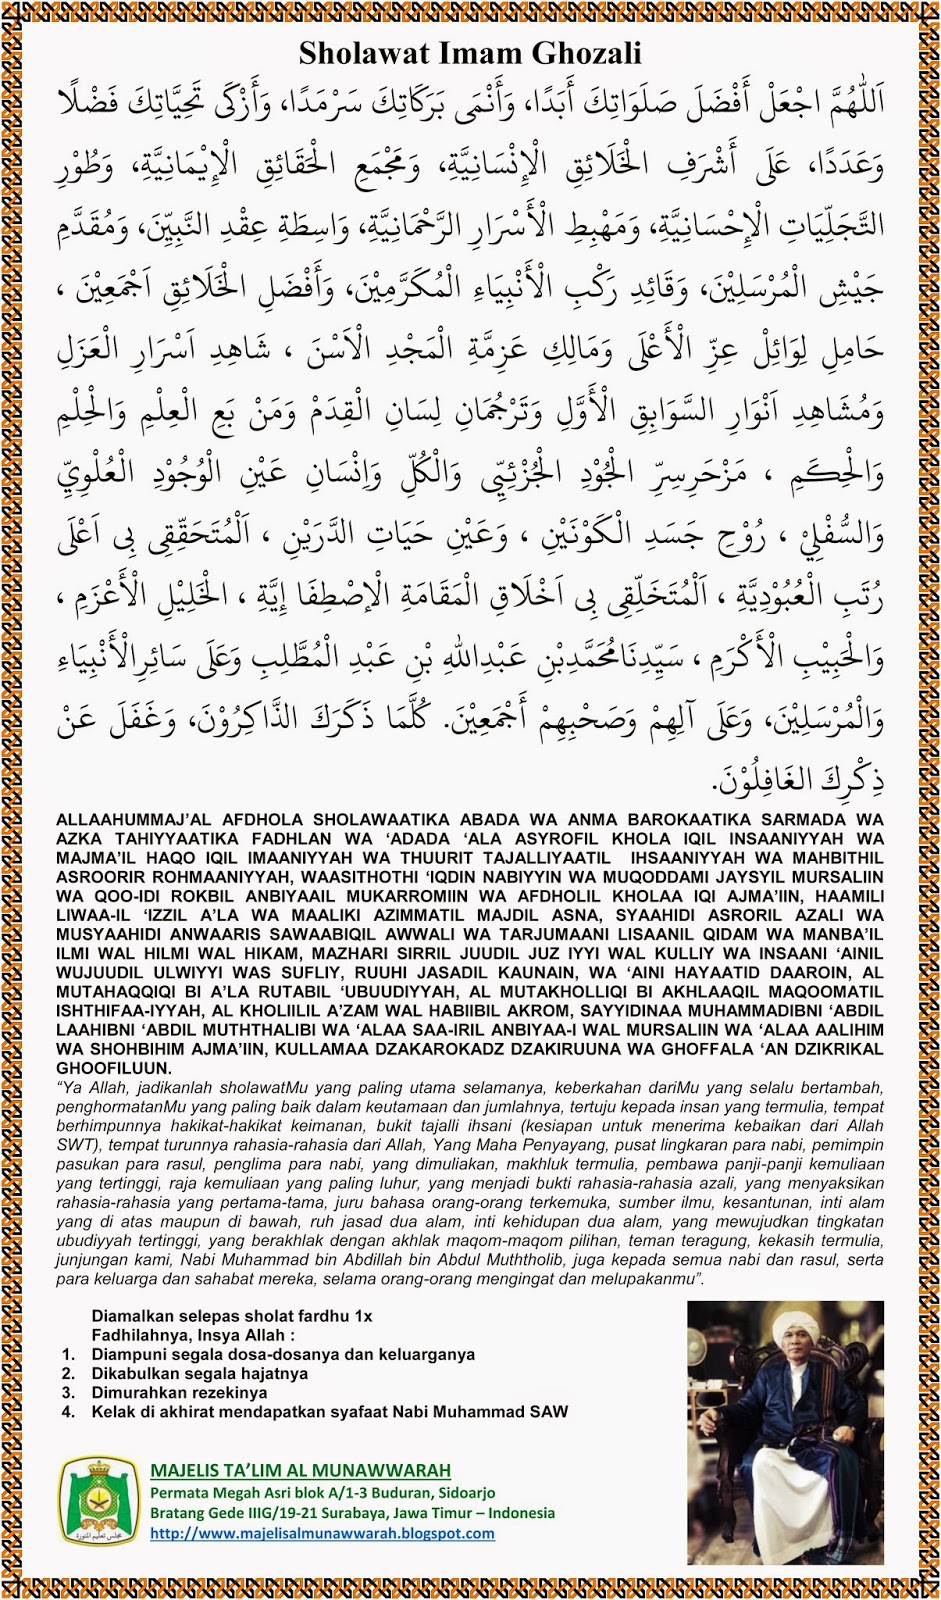 Sholawat Imam Ghozali
اَللّٰهُمَّ اجْعَلْ أَفْضَلَ صَلَوَاتِكَ أَبَدًا، وَأَنْمَى بَرَكَاتِكَ سَرْمَدًا، وَأَزْكَى تَحِيَّاتِكَ فَضْلًا
وَعَدَدًا، عَلَى أَشْرَفِ الْخَلَائِقِ الْإِنْسَانِيَّةِ، وَمَجْمَعِ الْحَقَائِقِ الْإِيْمَانِيَّةِ، وَطُوْرِ
التَّجَلِّيَاتِ الْإِحْسَانِيَّةِ، وَمَهْبِطِ الْأَسْرَارِ الرَّحْمَانِيَّةِ، وَاسِطَةِ عِقْدِ النَّبِيِّيْنَ، وَمُقَدَّمِ
جَيْشِ الْمُرْسَلِيْنَ، وَقَائِدِ رَكْبِ الْأَنْبِيَاءِ الْمُكَرَّمِيْنَ، وَأَفْضَلِ الْخَلَائِقِ اَجْمَعِيْنَ ،
حَامِلِ لِوَائِلْ عِزِّ الْأَعْلَى وَمَالِكِ عَزِمَّةِ الْمَجْدِ الْاَسْنَ ، شَاهِدِ اَسْرَارِ الْعَزَلِ
وَمُشَاهِدِ اَنْوَارِ السَّوَابِقِ الْأَوَّلِ وَتَرْجُمَانِ لِسَانِ الْقِدَمْ وَمَنْ بَعِ الْعِلْمِ وَالْحِلْمِ
وَالْحِكَمِ ، مَزْحَرِسِرِّ الْجُوْدِ الْجُزْئِيِّ وَالْكُلِّ وَاِنْسَانِ عَيْنِ الْوُجُوْدِ الْعُلْوِيِّ
وَالسُّفْلِيْ ، رُوْحِ جَسَدِ الْكَوْنَيْنِ ، وَعَيْنِ حَيَاتِ الدَّرَيْنِ ، اَلْمُتَحَقِّقِى بِى اَعْلَى
رُتَبِ الْعُبُوْدِيَّةِ ، اَلْمُتَخَلِّقِى بِى اَخْلَاقِ الْمَقَامَةِ الْاِصْطِفَا ئِيَّةِ ، الْخَلِيْلِ الْأَعْزَمِ ،
وَالْحَبِيْبِ الْأَكْرَمِ ، سَيِّدِنَامُحَمَّدِبْنِ عَبْدِاللهِ بْنِ عَبْدِ الْمُطَّلِبِ وَعَلَى سَائِرِالْأَنْبِيَاءِ
وَالْمُرْسَلِيْنَ، وَعَلَى آلِهِمْ وَصَحْبِهِمْ أَجْمَعِيْنَ. كُلَّمَا ذَكَرَكَ الذَّاكِرُوْنَ، وَغَفَلَ عَنْ
ذِكْرِكَ الغَافِلُوْنَ.
ALLAAHUMMAJ’AL AFDHOLA SHOLAWAATIKA ABADA WA ANMA BAROKAATIKA SARMADA WA
AZKA TAHIYYAATIKA FADHLAN WA ‘ADADA ‘ALA ASYROFIL KHOLA IQIL INSAANIYYAH WA
MAJMA’IL HAQO IQIL IMAANIYYAH WA THUURIT TAJALLIYAATIL IHSAANIYYAH WA MAHBITHIL
ASROORIR ROHMAANIYYAH, WAASITHOTHI ‘IQDIN NABIYYIN WA MUQODDAMI JAYSYIL MURSALIIN
WA QOO-IDI ROKBIL ANBIYAAIL MUKARROMIIN WA AFDHOLIL KHOLAA IQI AJMA’IIN, HAAMILI
LIWAA-IL ‘IZZIL A’LA WA MAALIKI AZIMMATIL MAJDIL ASNA, SYAAHIDI ASRORIL AZALI WA
MUSYAAHIDI ANWAARIS SAWAABIQIL AWWALI WA TARJUMAANI LISAANIL QIDAM WA MANBA’IL
ILMI WAL HILMI WAL HIKAM, MAZHARI SIRRIL JUUDIL JUZ IYYI WAL KULLIY WA INSAANI ‘AINIL
WUJUUDIL ULWIYYI WAS SUFLIY, RUUHI JASADIL KAUNAIN, WA ‘AINI HAYAATID DAAROIN, AL
MUTAHAQQIQI BI A’LA RUTABIL ‘UBUUDIYYAH, AL MUTAKHOLLIQI BI AKHLAAQIL MAQOOMATIL
ISHTHIFAA-IYYAH, AL KHOLIILIL A’ZAM WAL HABIIBIL AKROM, SAYYIDINAA MUHAMMADIBNI ‘ABDIL
LAAHIBNI ‘ABDIL MUTHTHALIBI WA ‘ALAA SAA-IRIL ANBIYAA-I WAL MURSALIIN WA ‘ALAA AALIHIM
WA SHOHBIHIM AJMA’IIN, KULLAMAA DZAKAROKADZ DZAKIRUUNA WA GHOFFALA ‘AN DZIKRIKAL
GHOOFILUUN.
“Ya Allah, jadikanlah sholawatMu yang paling utama selamanya, keberkahan dariMu yang selalu bertambah,
penghormatanMu yang paling baik dalam keutamaan dan jumlahnya, tertuju kepada insan yang termulia, tempat
berhimpunnya hakikat-hakikat keimanan, bukit tajalli ihsani (kesiapan untuk menerima kebaikan dari Allah
SWT), tempat turunnya rahasia-rahasia dari Allah, Yang Maha Penyayang, pusat lingkaran para nabi, pemimpin
pasukan para rasul, penglima para nabi, yang dimuliakan, makhluk termulia, pembawa panji-panji kemuliaan
yang tertinggi, raja kemuliaan yang paling luhur, yang menjadi bukti rahasia-rahasia azali, yang menyaksikan
rahasia-rahasia yang pertama-tama, juru bahasa orang-orang terkemuka, sumber ilmu, kesantunan, inti alam
yang di atas maupun di bawah, ruh jasad dua alam, inti kehidupan dua alam, yang mewujudkan tingkatan
ubudiyyah tertinggi, yang berakhlak dengan akhlak maqom-maqom pilihan, teman teragung, kekasih termulia,
junjungan kami, Nabi Muhammad bin Abdillah bin Abdul Muththolib, juga kepada semua nabi dan rasul, serta
para keluarga dan sahabat mereka, selama orang-orang mengingat dan melupakanmu”.
Diamalkan selepas sholat fardhu 1x
Fadhilahnya, Insya Allah :
1. Diampuni segala dosa-dosanya dan keluarganya
2. Dikabulkan segala hajatnya
3. Dimurahkan rezekinya
4. Kelak di akhirat mendapatkan syafaat Nabi Muhammad SAW
MAJELIS TA’LIM AL MUNAWWARAH
Permata Megah Asri blok A/1-3 Buduran, Sidoarjo
Bratang Gede IIIG/19-21 Surabaya, Jawa Timur – Indonesia
http://www.majelisalmunawwarah.blogspot.com
مجلس تعليم المنورة